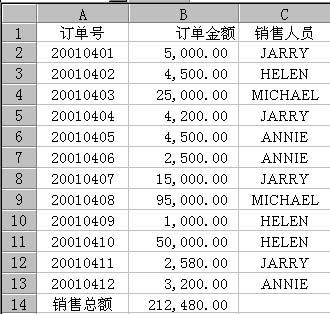 A B C
1 订单号 订单金额 销售人员
2 20010401 5,000.00 JARRY
3 20010402 4,500.00 HELEN
4 20010403 25,000.00 MICHAEL
5 20010404 4,200.00 JARRY
6 20010405 4,500.00 ANNIE
7 20010406 2,500.00 ANNIE
8 20010407 15,000.00 JARRY
9 20010408 95,000.00 MICHAEL
10 20010409 1,000.00 HELEN
11 20010410 50,000.00 HELEN
12 20010411 2,580.00 JARRY
13 20010412 3,200.00 ANNIE
14 销售总额 212,480.00